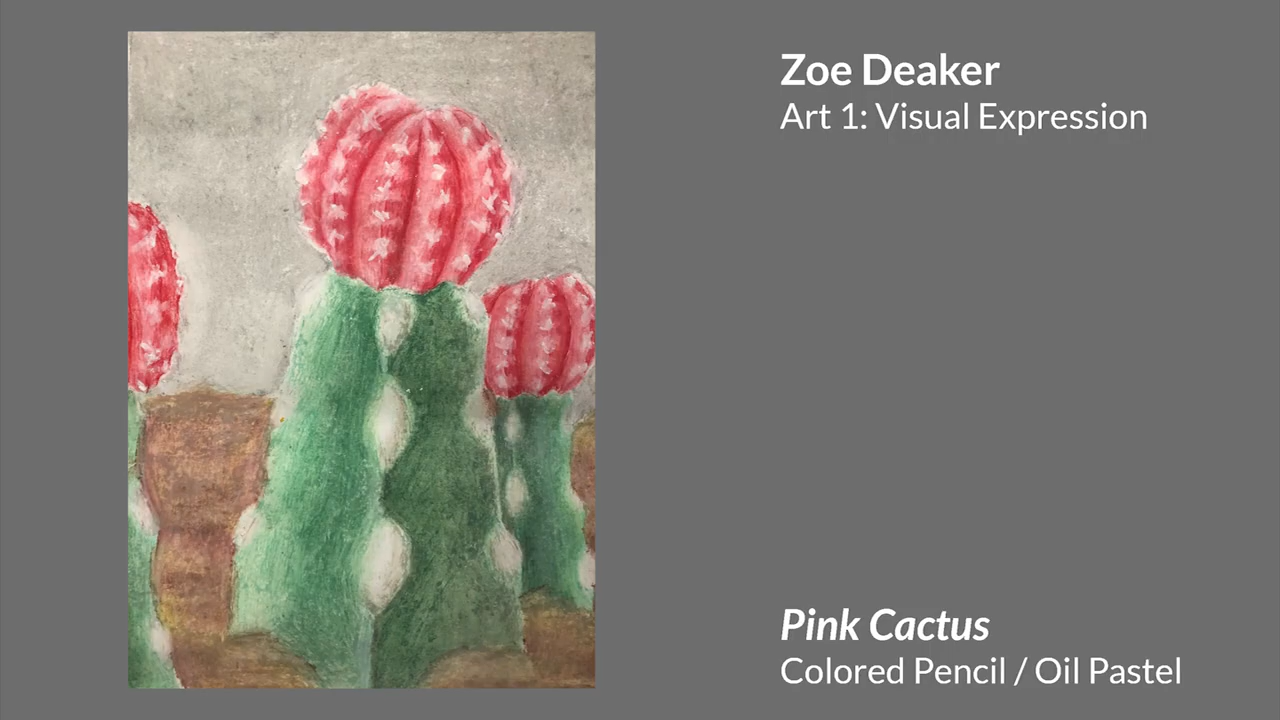 Zoe Deaker
Art 1: Visual Expression
Pink Cactus
Colored Pencil / Oil Pastel